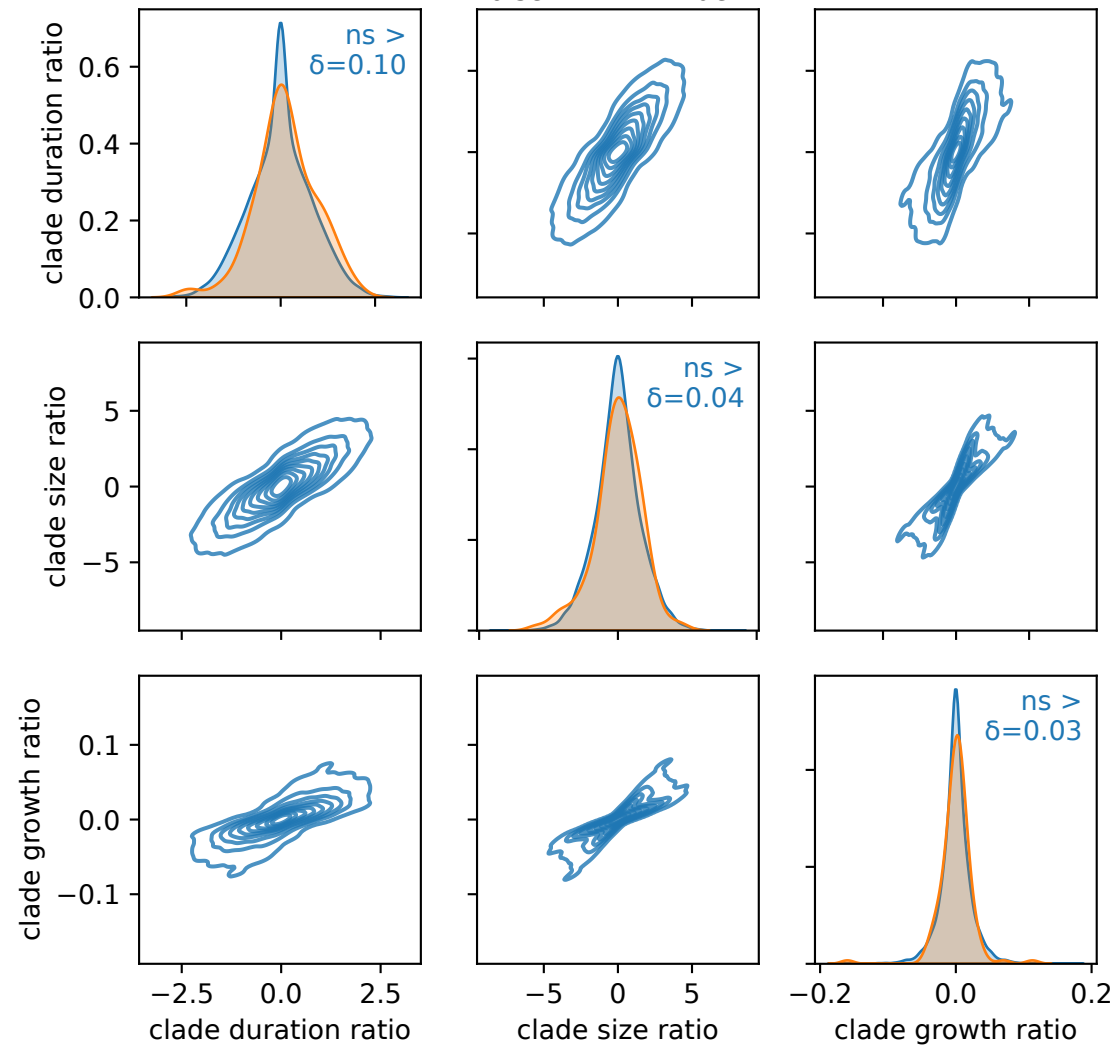 clade duration ratio
0.6
0.4
0.2
0.0
ns >
δ=0.10
clade size ratio
5
0
−5
ns >
δ=0.04
clade growth ratio
0.1
0.0
−0.1
ns >
δ=0.03
−2.5 0.0 2.5
−5 0 5
−0.2 0.0 0.2
clade duration ratio
clade size ratio
clade growth ratio